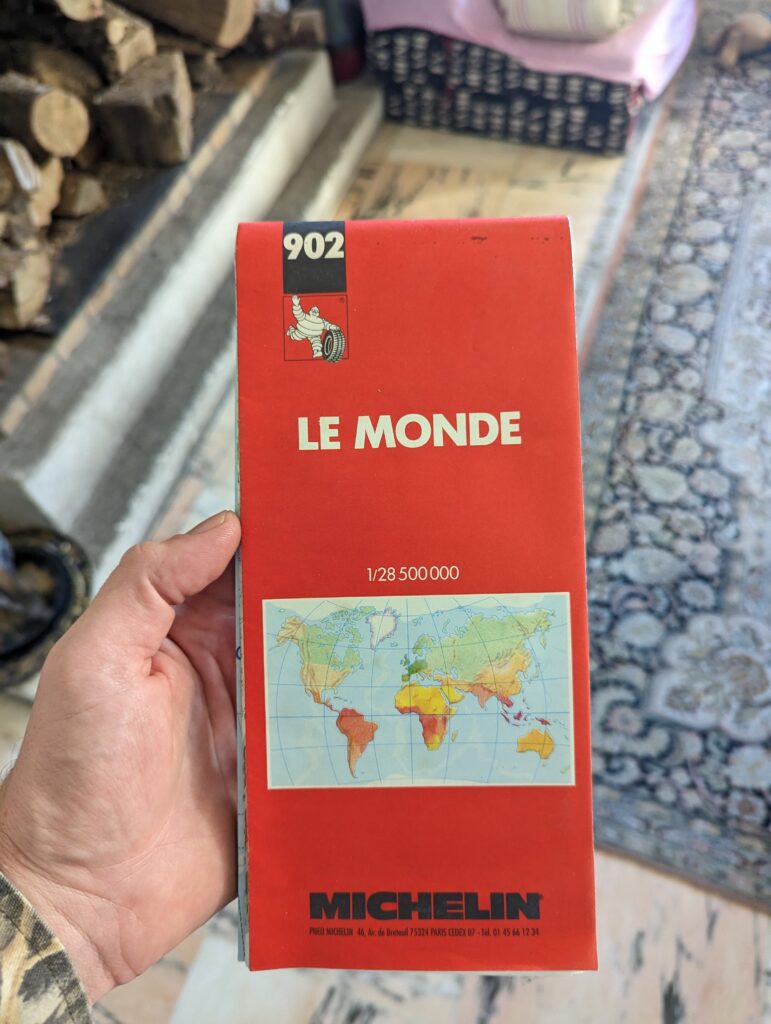 902
LE MONDE
1/28 500 000
MICHELIN
PNEU MICHELIN 46, Av. de Breteuil 75324 PARIS CEDEX 07 - Tél. 01 45 66 12 34